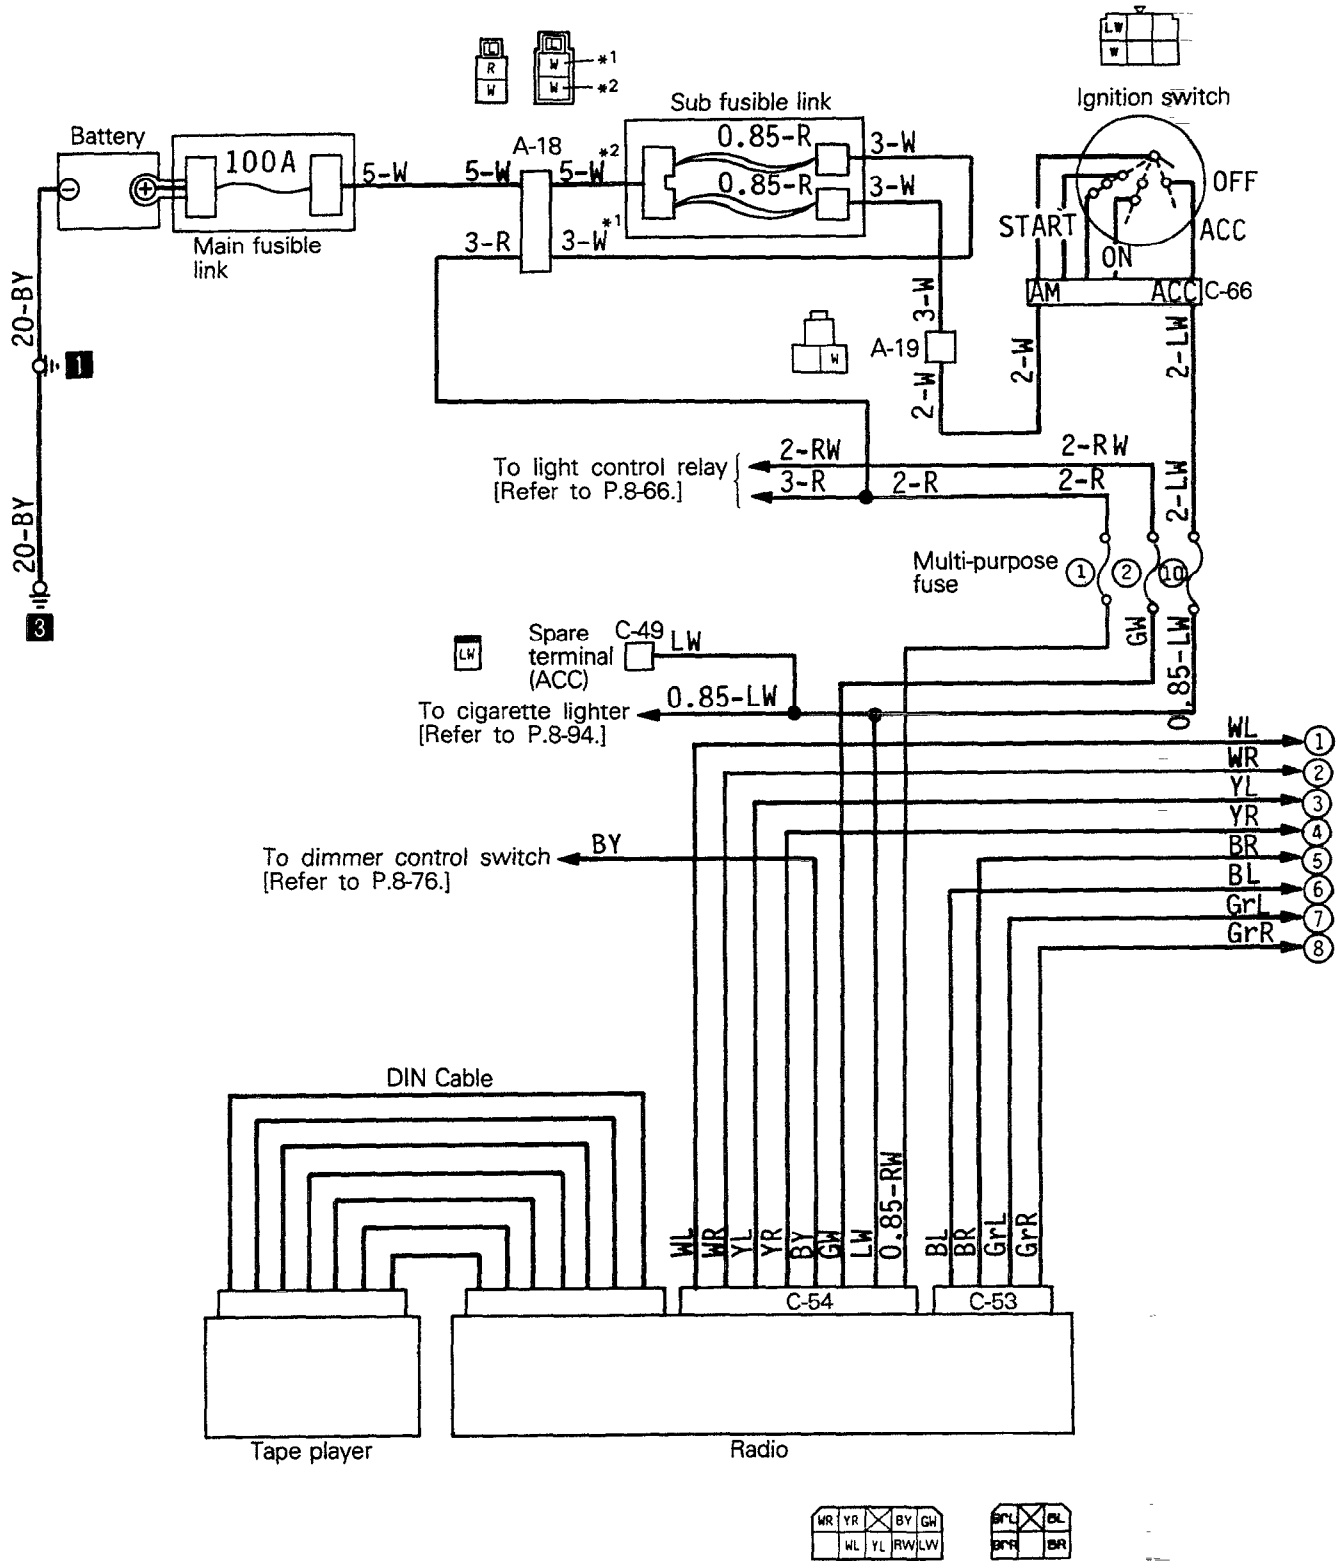 LW
W
L
R
W
L
W *1
W *2
Ignition switch
Sub fusible link
Battery
100A
5-W
A-18
5-W
5-W*2
0.85-R
3-W
0.85-R
3-W
OFF
START
ACC
ON
Main fusible
link
3-R
3-W*1
AM
ACC
C-66
20-BY
3-W
1
W
A-19
2-W
2-W
2-LW
To light control relay
[Refer to P.8-66.]
2-RW
2-RW
3-R
2-R
2-R
2-LW
20-BY
Multi-purpose
fuse
1
2
10
3
LW
Spare
terminal
(ACC)
C-49
LW
GW
0.85-LW
0.85-LW
To cigarette lighter
[Refer to P.8-94.]
WL
1
WR
2
YL
3
YR
4
BR
5
BL
6
GrL
7
GrR
8
To dimmer control switch
[Refer to P.8-76.]
BY
DIN Cable
WL
WR
YL
YR
BY
GW
LW
0.85-RW
BL
BR
GrL
GrR
C-54
C-53
Tape player
Radio
WR YR BY GW
WL YL RW LW
GrL BL
GrR BR